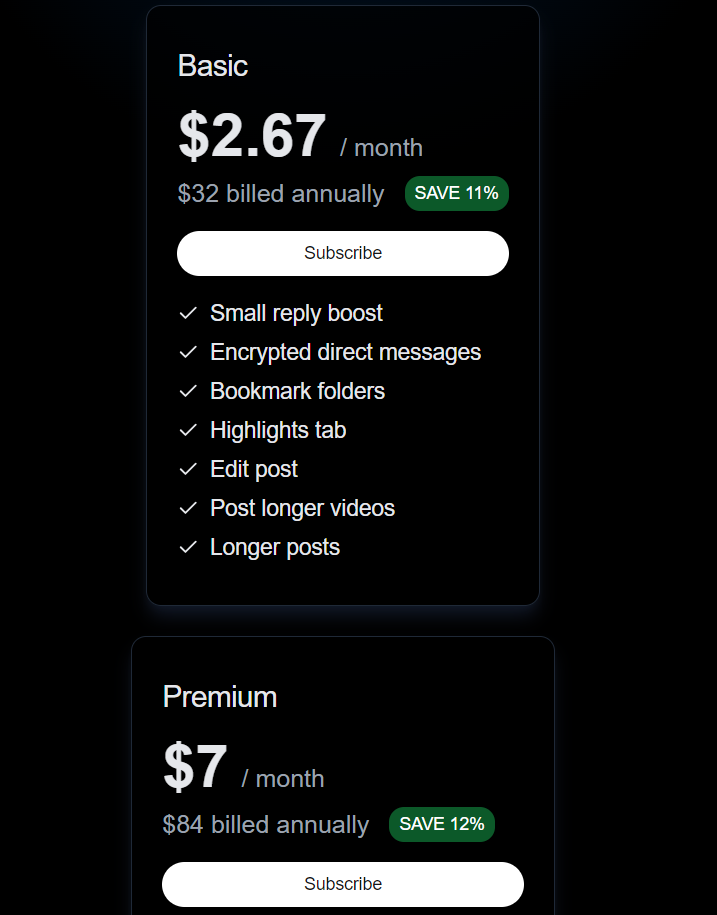 Basic
$2.67 / month
$32 billed annually SAVE 11%
Subscribe
Small reply boost
Encrypted direct messages
Bookmark folders
Highlights tab
Edit post
Post longer videos
Longer posts
Premium
$7 / month
$84 billed annually SAVE 12%
Subscribe